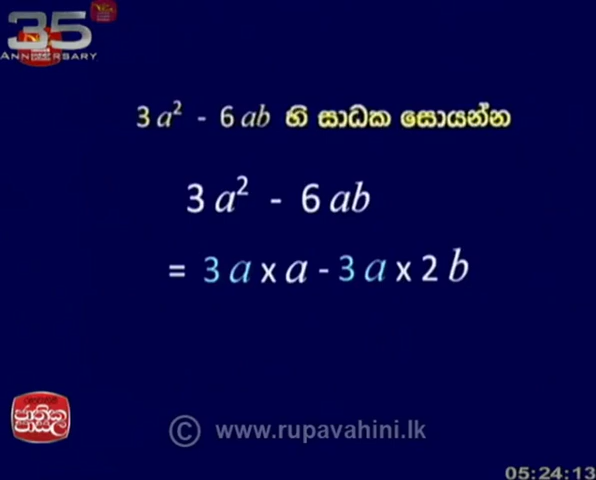 35
ANNIVERSARY
3a² - 6ab හි සාධක සොයන්න
3a² - 6ab
= 3a x a - 3a x 2b
ජාතික
පාසල
© www.rupavahini.lk
05:24:13